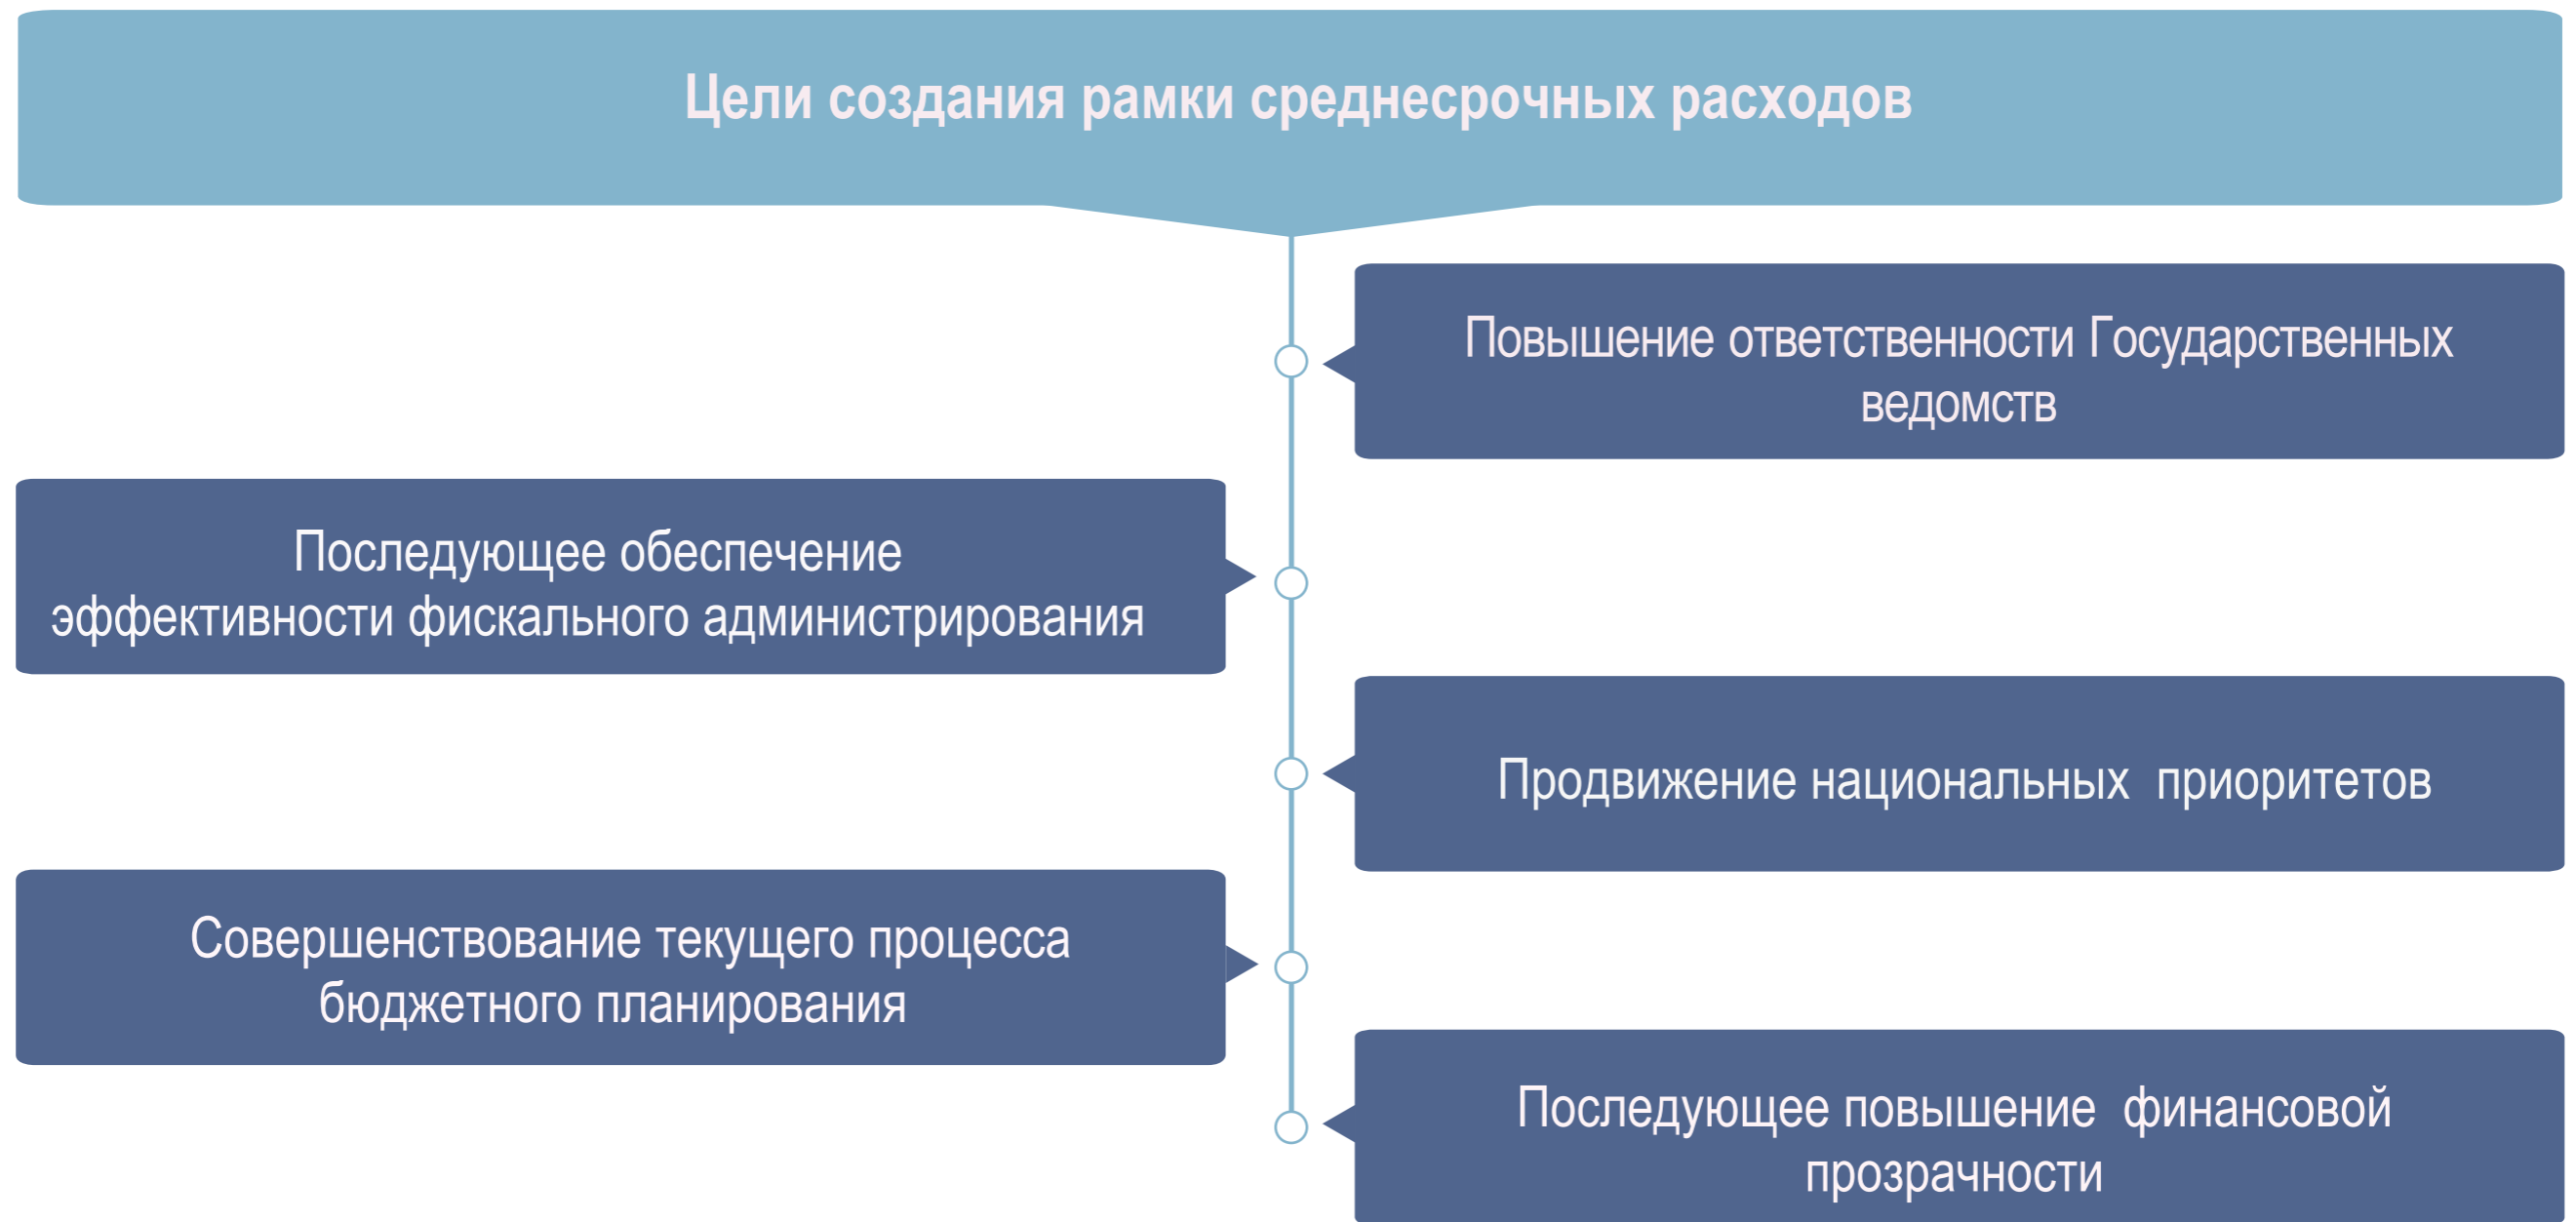 Цели создания рамки среднесрочных расходов
Повышение ответственности Государственных
ведомств
Последующее обеспечение
эффективности фискального администрирования
Продвижение национальных приоритетов
Совершенствование текущего процесса
бюджетного планирования
Последующее повышение финансовой
прозрачности